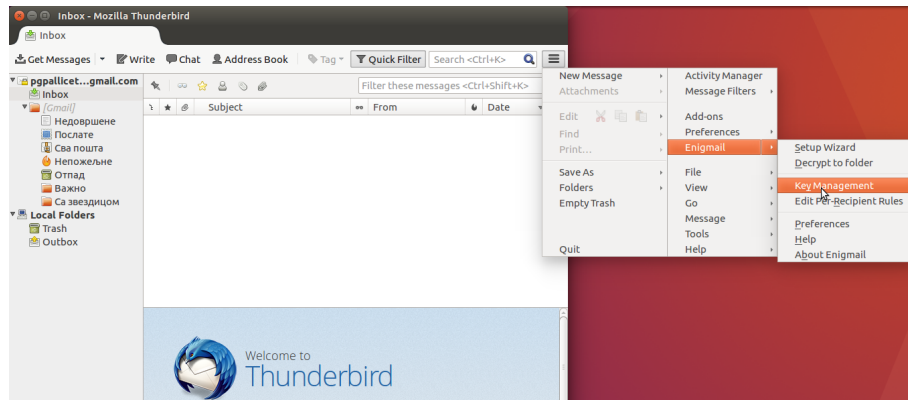 Inbox - Mozilla Thunderbird
Inbox
Get Messages Write Chat Address Book Tag Quick Filter Search <Ctrl+K>
pgpallicet...gmail.com
Inbox
[Gmail]
Недовршене
Послате
Сва пошта
Непожељне
Отпад
Важно
Са звездицом
Local Folders
Trash
Outbox
Filter these messages <Ctrl+Shift+K>
Subject From Date
Welcome to
Thunderbird
New Message
Attachments
Edit
Find
Print...
Save As
Folders
Empty Trash
Quit
Activity Manager
Message Filters
Add-ons
Preferences
Enigmail
File
View
Go
Message
Tools
Help
Setup Wizard
Decrypt to folder
Key Management
Edit Per-Recipient Rules
Preferences
Help
About Enigmail